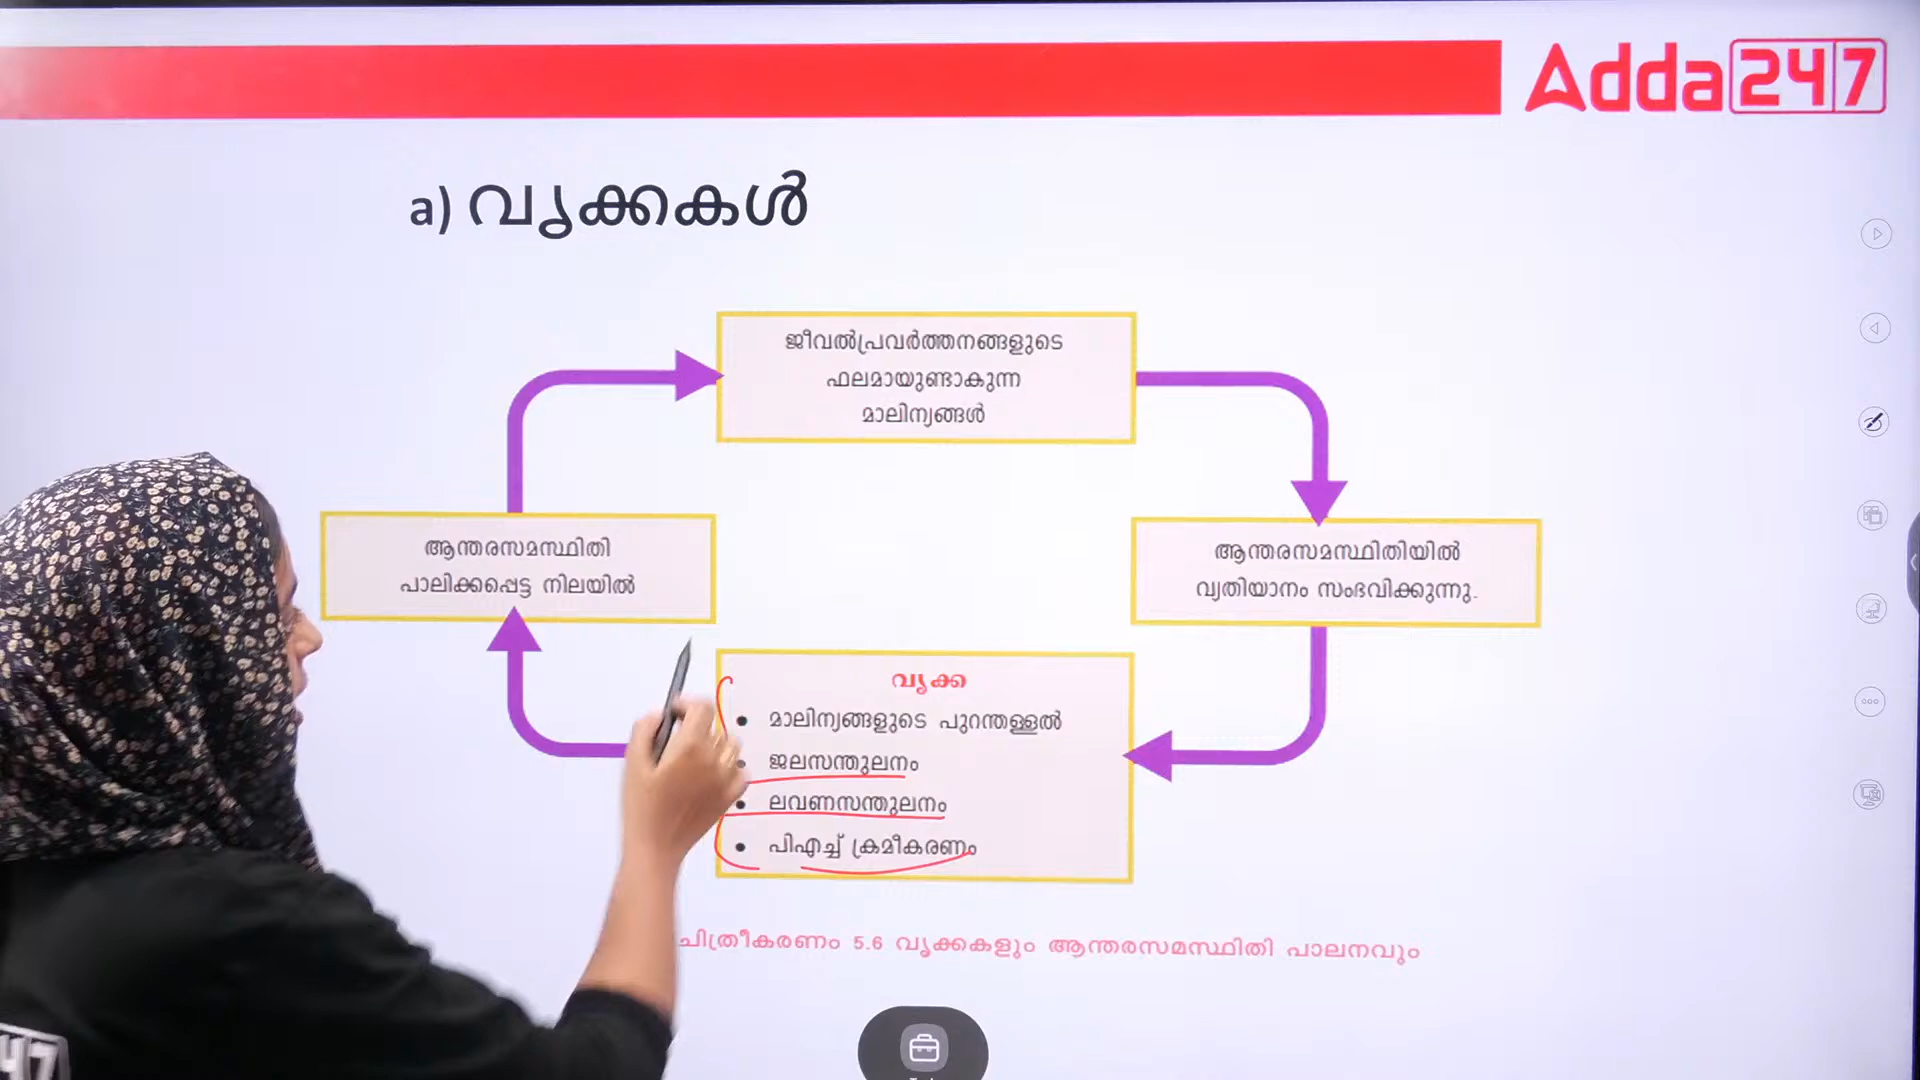 Adda247
a) വൃക്കകൾ
ജീവൽപ്രവർത്തനങ്ങളുടെ
ഫലമായുണ്ടാകുന്ന
മാലിന്യങ്ങൾ
ആന്തരസമസ്ഥിതി
പാലിക്കപ്പെട്ട നിലയിൽ
ആന്തരസമസ്ഥിതിയിൽ
വ്യതിയാനം സംഭവിക്കുന്നു.
വൃക്ക
• മാലിന്യങ്ങളുടെ പുറന്തള്ളൽ
• ജലസന്തുലനം
• ലവണസന്തുലനം
• പിഎച്ച് ക്രമീകരണം
ചിത്രീകരണം 5.6 വൃക്കകളും ആന്തരസമസ്ഥിതി പാലനവും
47